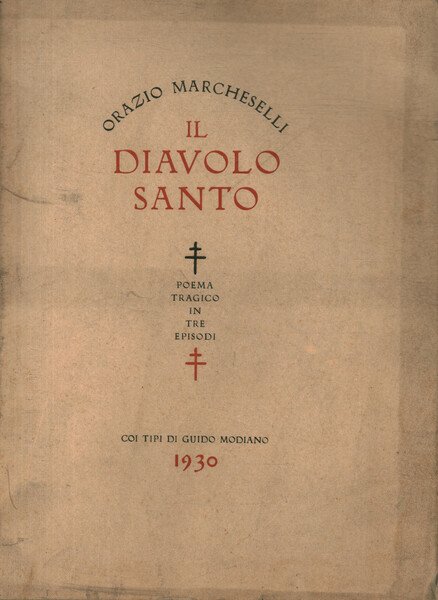 ORAZIO MARCHESELLI
IL
DIAVOLO
SANTO
POEMA
TRAGICO
IN
TRE
EPISODI
COI TIPI DI GUIDO MODIANO
1930